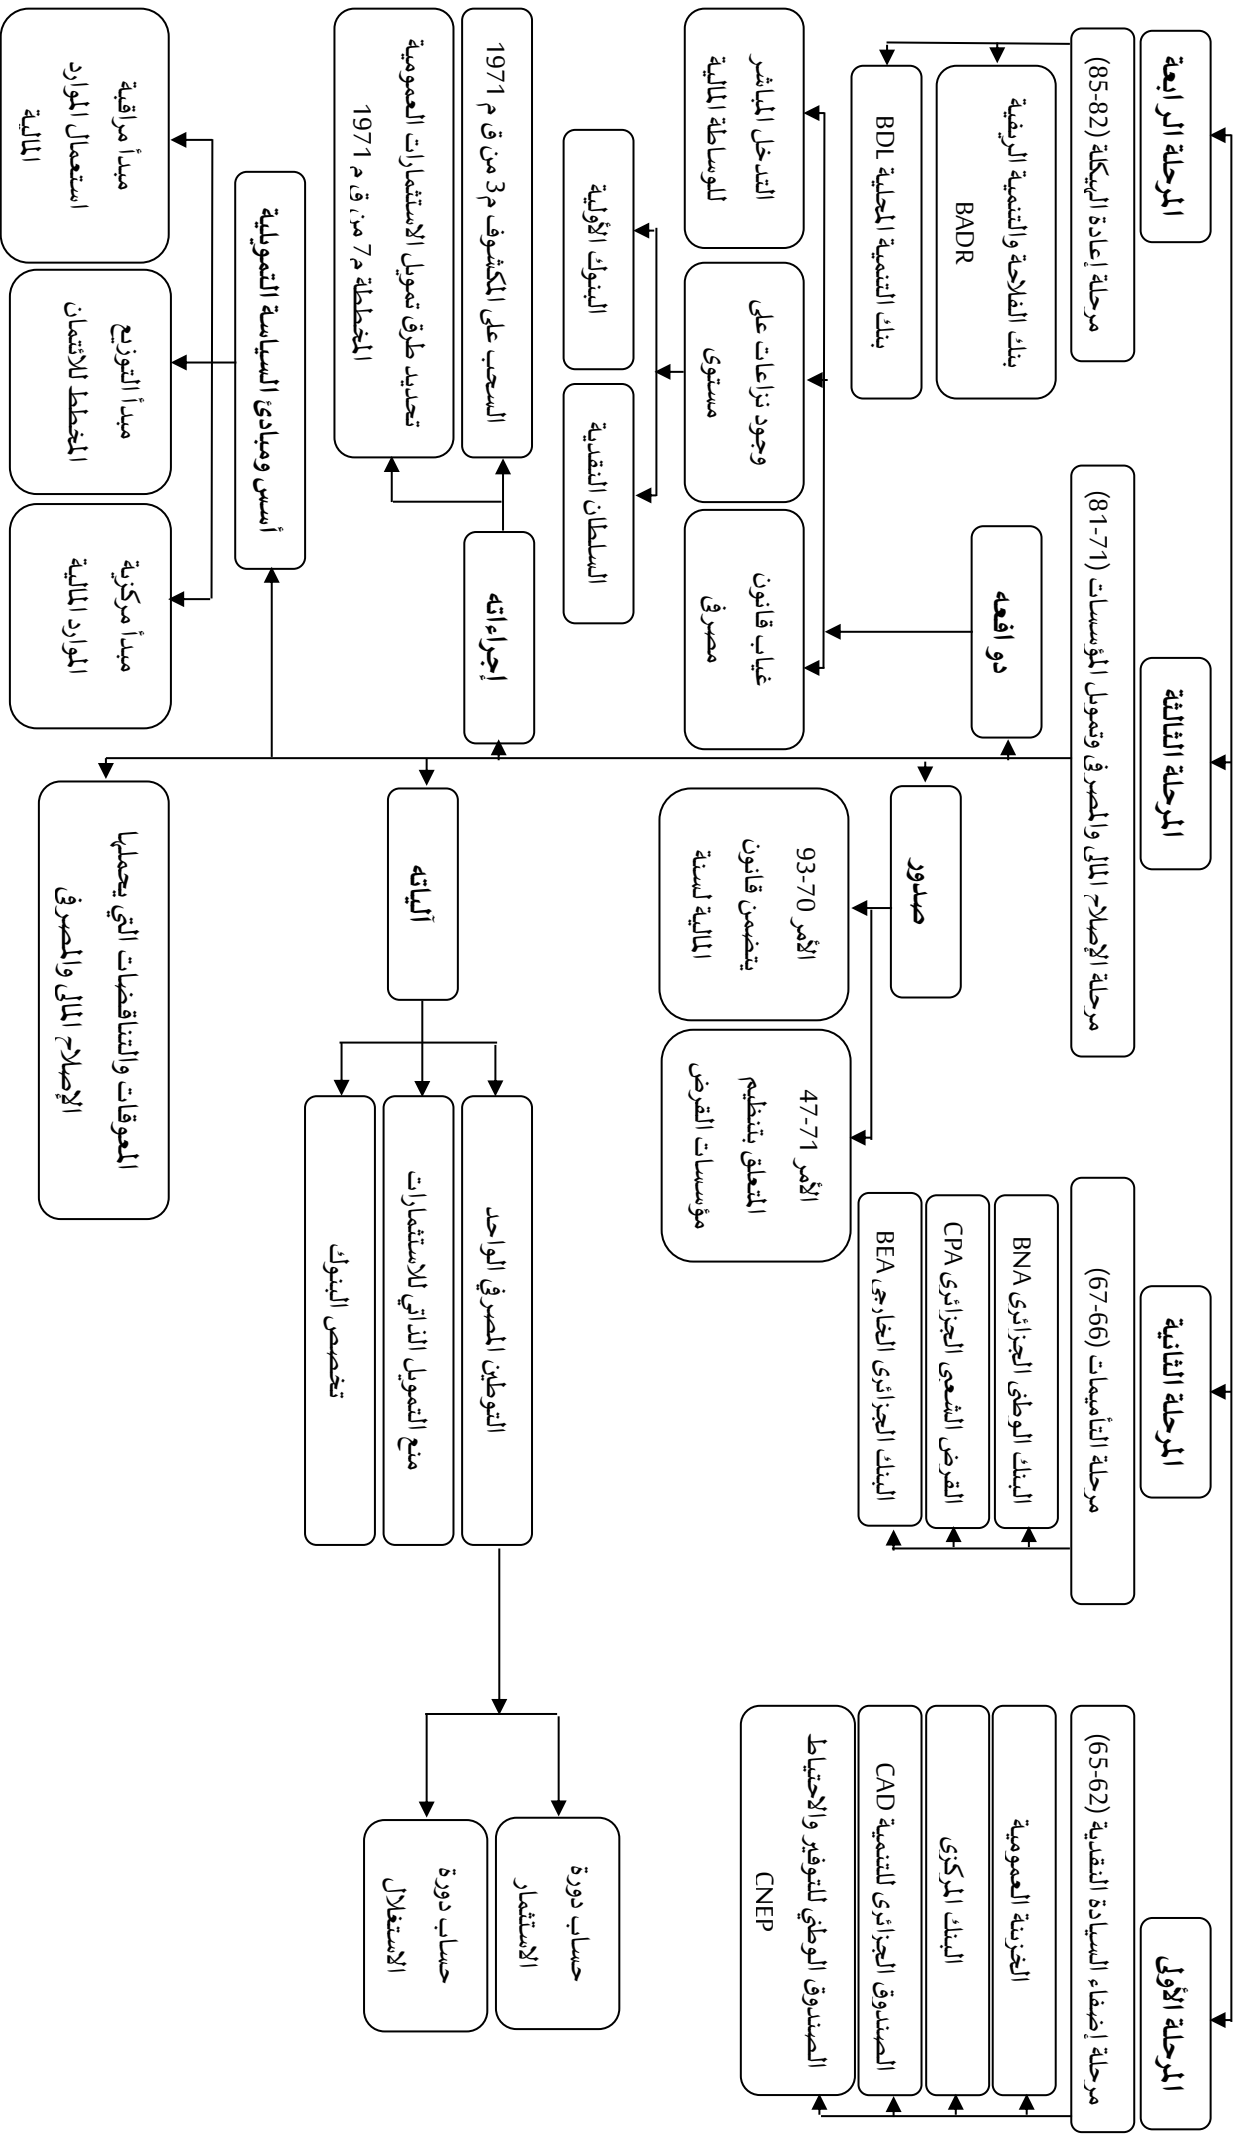 المرحلة الأولى
مرحلة إضفاء السيادة النقدية (62-65)
الخزينة العمومية
البنك المركزي
الصندوق الجزائري للتنمية CAD
الصندوق الوطني للتوفير والاحتياط
CNEP
المرحلة الثانية
مرحلة التأميمات (66-67)
البنك الوطني الجزائري BNA
القرض الشعبي الجزائري CPA
البنك الجزائري الخارجي BEA
المرحلة الثالثة
مرحلة الإصلاح المالي والمصرفي وتمويل المؤسسات (71-81)
صدور
الأمر 70-93
يتضمن قانون
المالية لسنة
الأمر 71-47
المتعلق بتنظيم
مؤسسات القرض
دوافعه
غياب قانون
مصرفي
وجود نزاعات على
مستوى
التدخل المباشر
للوساطة المالية
السلطان النقدية
البنوك الأولية
إجراءاته
السحب على المكشوف م3 من ق م 1971
تحديد طرق تمويل الاستثمارات العمومية
المخططة م7 من ق م 1971
آلياته
التوطين المصرفي الواحد
منع التمويل الذاتي للاستثمارات
تخصص البنوك
حساب دورة
الاستثمار
حساب دورة
الاستغلال
أسس ومبادئ السياسة التمويلية
مبدأ مركزية
الموارد المالية
مبدأ التوزيع
المخطط للائتمان
مبدأ مراقبة
استعمال الموارد
المالية
المعوقات والتناقضات التي يحملها
الإصلاح المالي والمصرفي
المرحلة الرابعة
مرحلة إعادة الهيكلة (82-85)
بنك الفلاحة والتنمية الريفية
BADR
بنك التنمية المحلية BDL